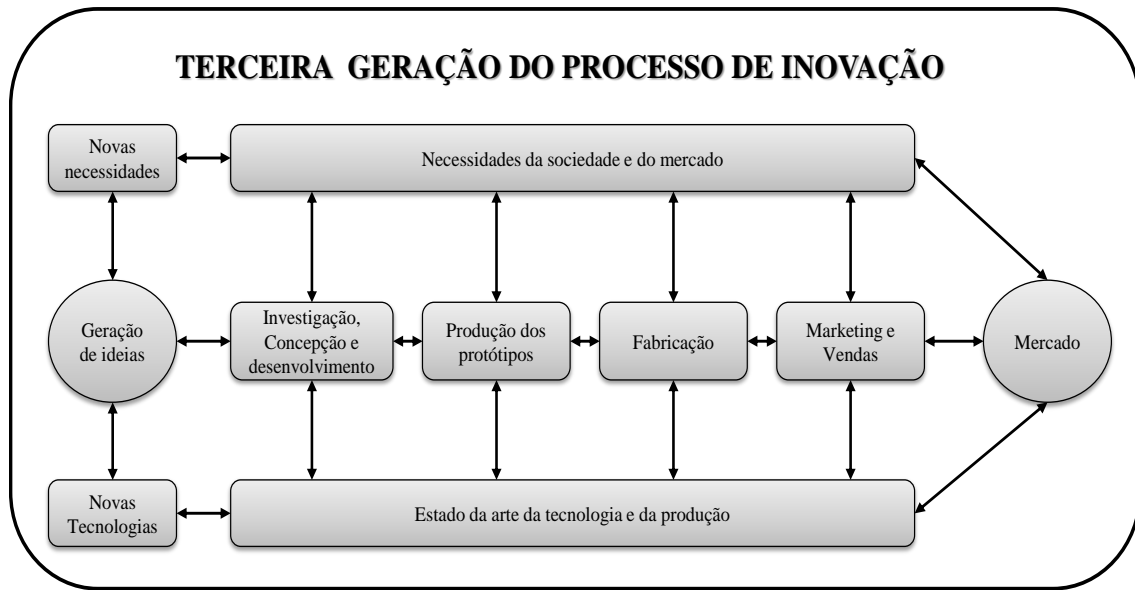 TERCEIRA GERAÇÃO DO PROCESSO DE INOVAÇÃO
Novas
necessidades
Necessidades da sociedade e do mercado
Geração
de ideias
Investigação,
Concepção e
desenvolvimento
Produção dos
protótipos
Fabricação
Marketing e
Vendas
Mercado
Novas
Tecnologias
Estado da arte da tecnologia e da produção